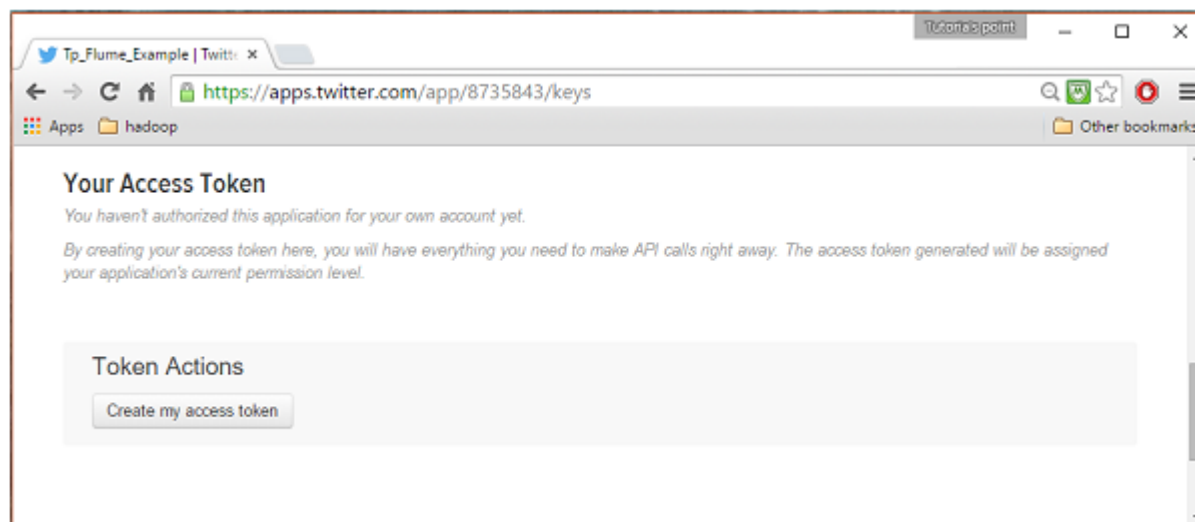 Tutorials point
Tp_Flume_Example | Twitte
https://apps.twitter.com/app/8735843/keys
Apps hadoop Other bookmarks
Your Access Token
You haven't authorized this application for your own account yet.
By creating your access token here, you will have everything you need to make API calls right away. The access token generated will be assigned
your application's current permission level.
Token Actions
Create my access token